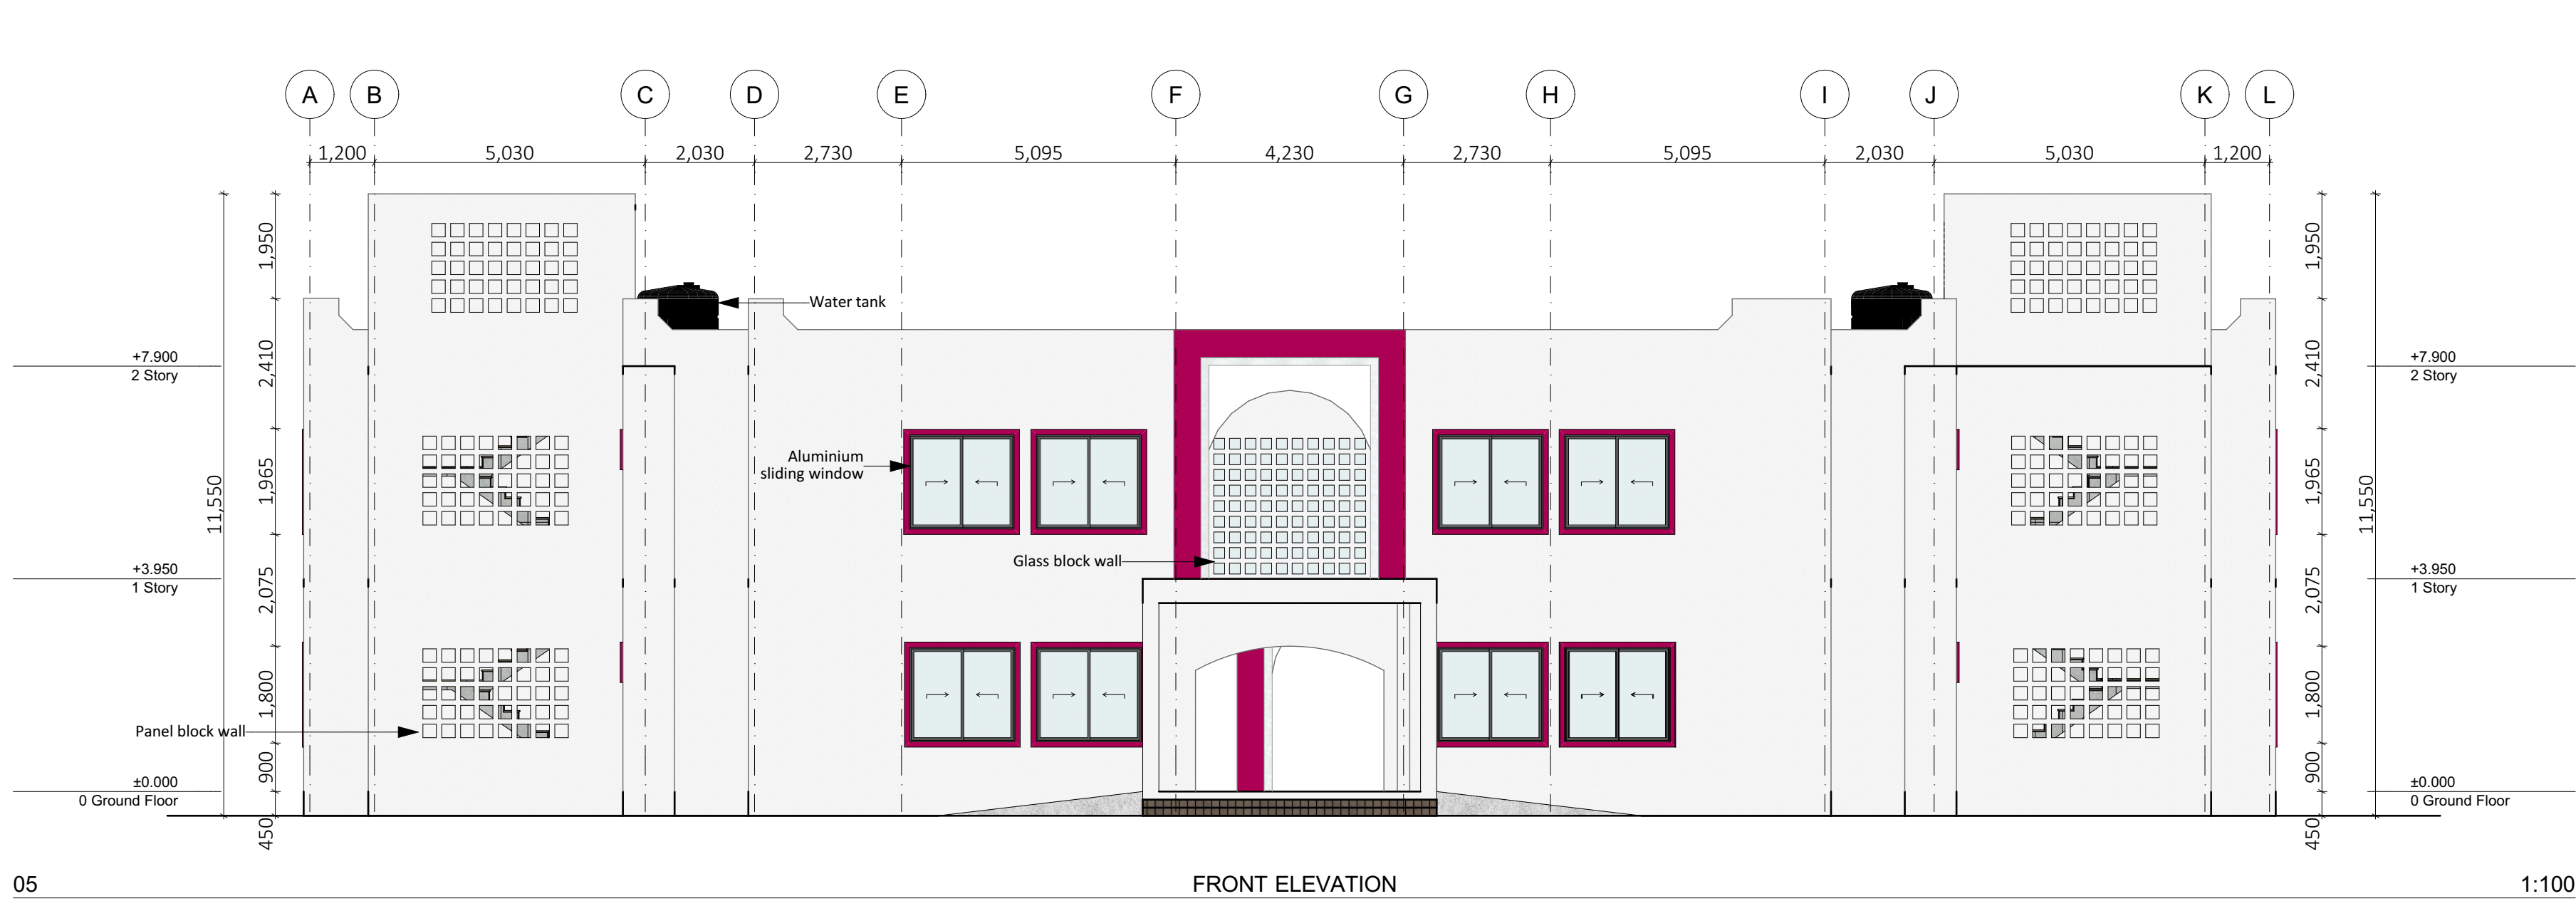 A B C D E F G H I J K L
1,200 5,030 2,030 2,730 5,095 4,230 2,730 5,095 2,030 5,030 1,200
1,950
1,950
Water tank
+7.900
2 Story
2,410
2,410
+7.900
2 Story
Aluminium
sliding window
11,550
1,965
1,965
11,550
Glass block wall
+3.950
1 Story
2,075
2,075
+3.950
1 Story
1,800
1,800
Panel block wall
±0.000
0 Ground Floor
900
900
±0.000
0 Ground Floor
450
450
05 FRONT ELEVATION 1:100